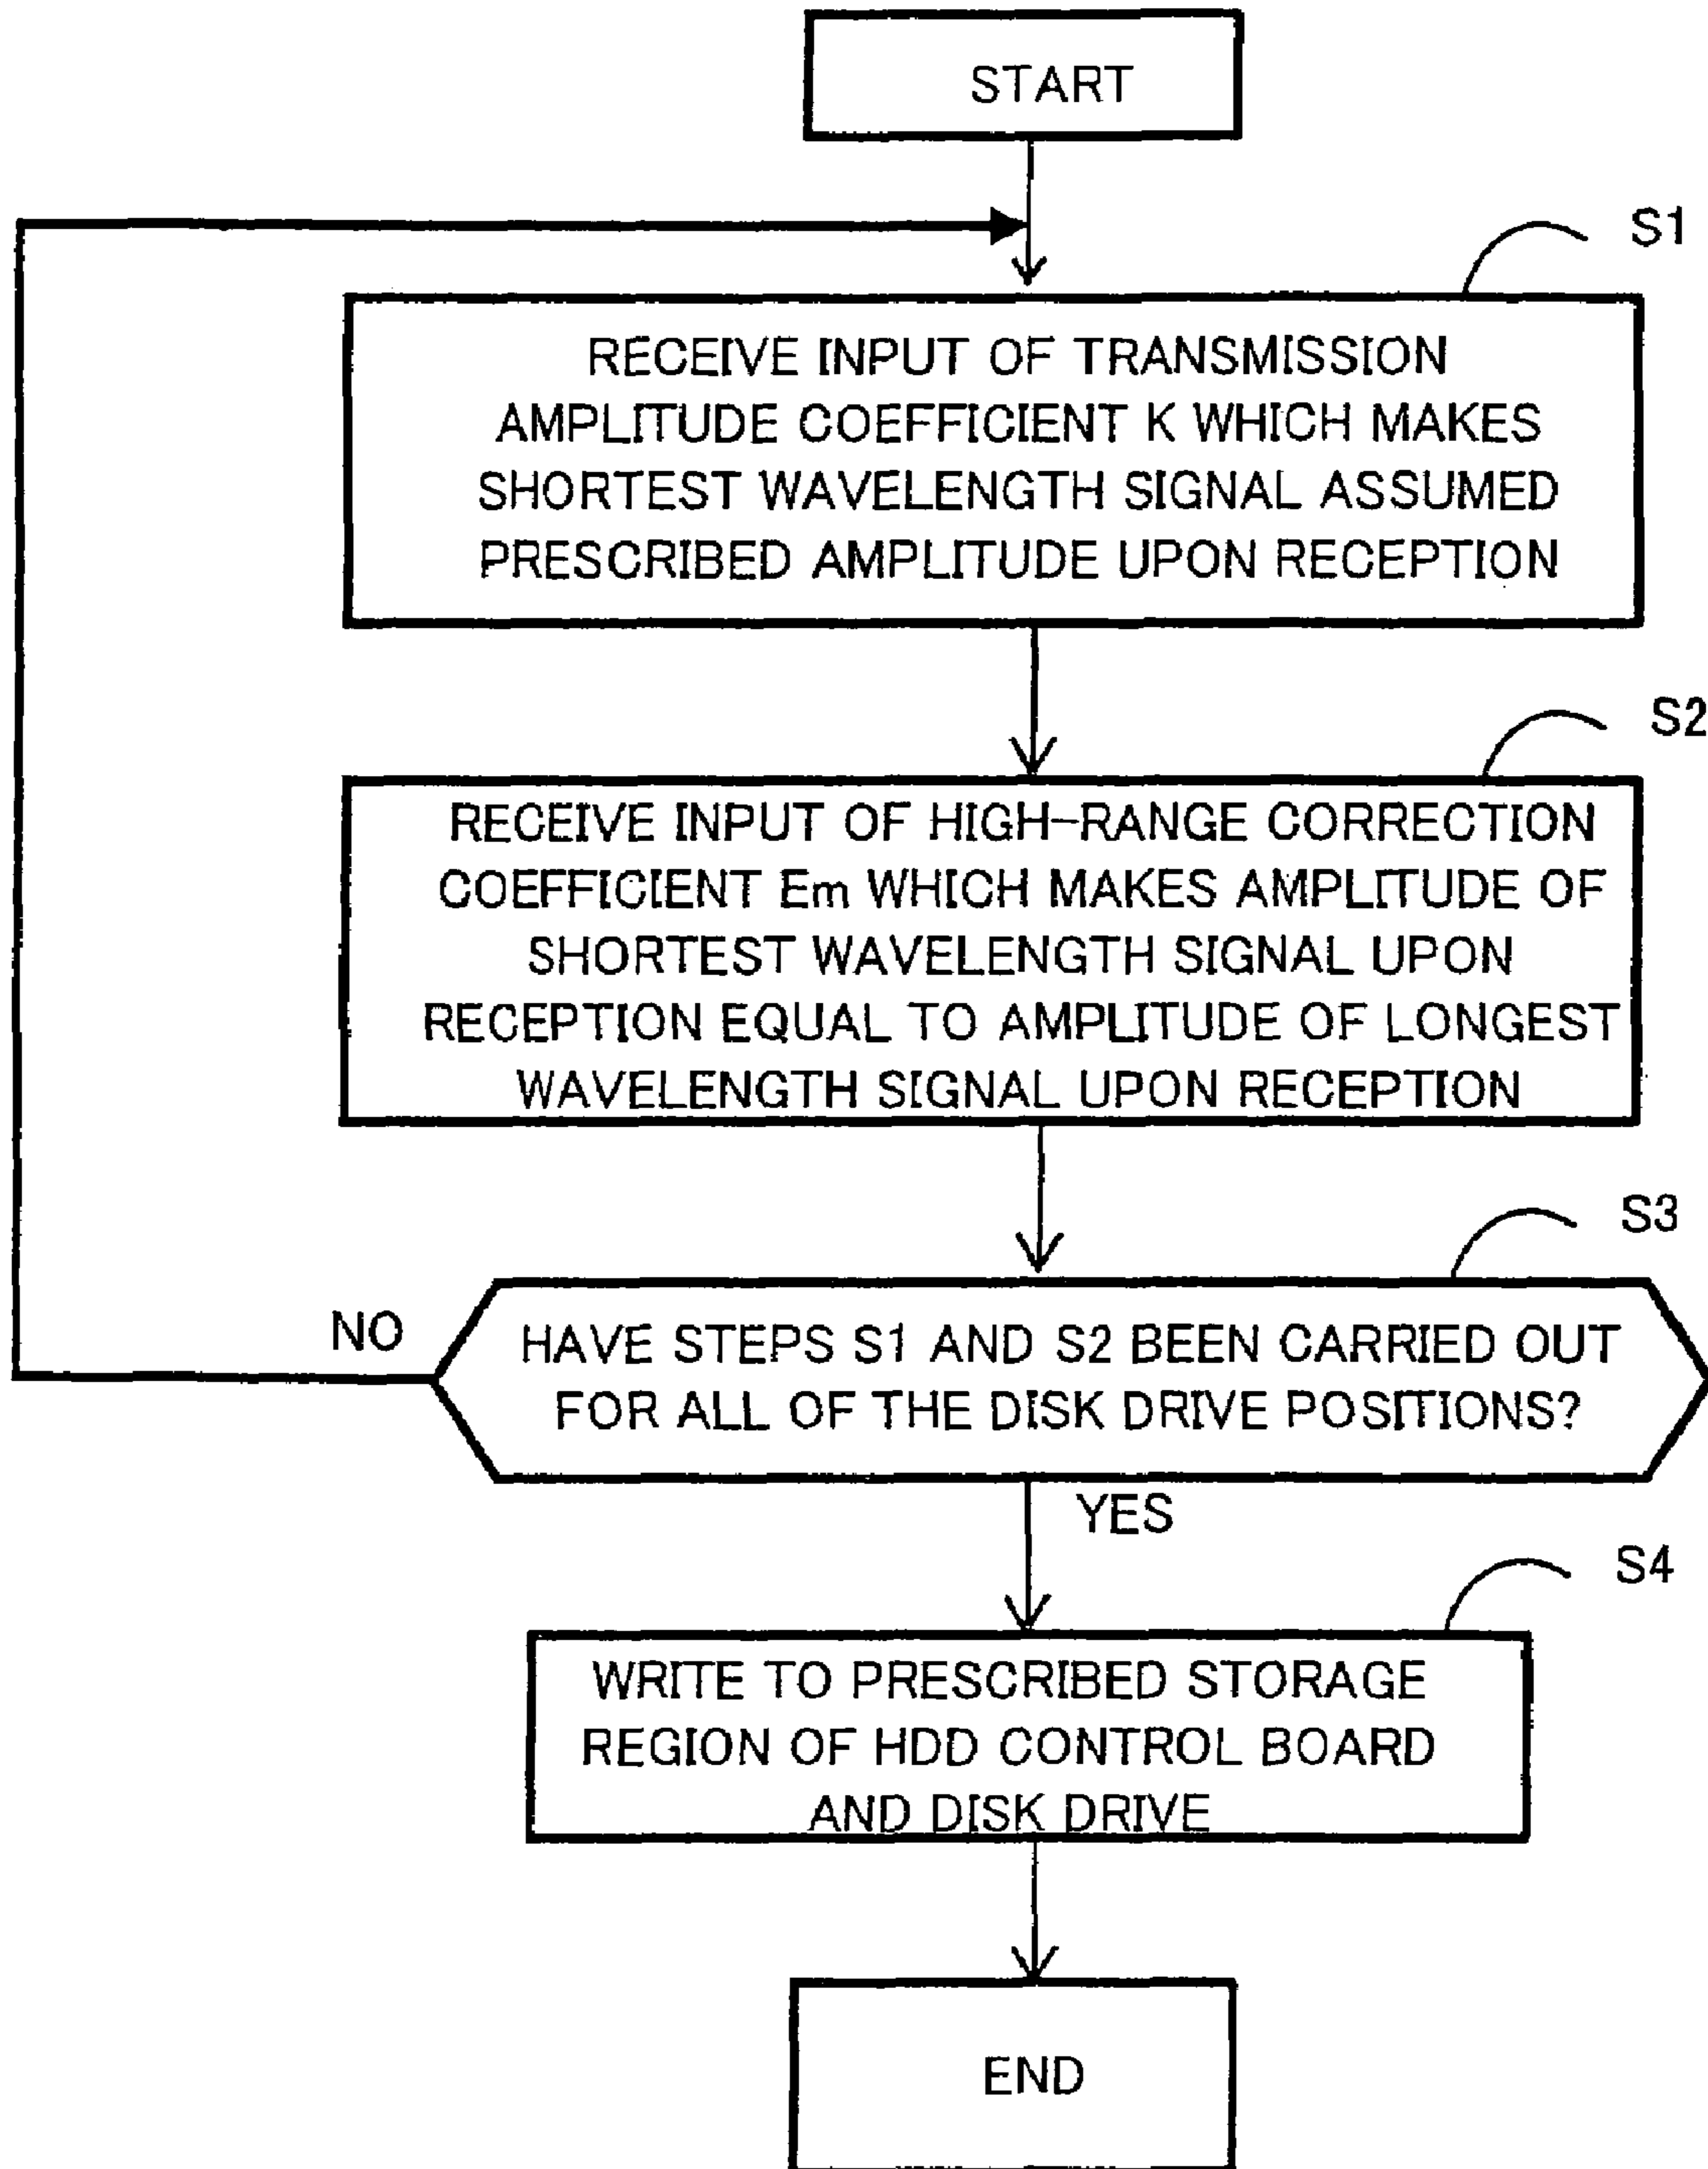 START
S1
RECEIVE INPUT OF TRANSMISSION
AMPLITUDE COEFFICIENT K WHICH MAKES
SHORTEST WAVELENGTH SIGNAL ASSUMED
PRESCRIBED AMPLITUDE UPON RECEPTION
S2
RECEIVE INPUT OF HIGH-RANGE CORRECTION
COEFFICIENT Em WHICH MAKES AMPLITUDE OF
SHORTEST WAVELENGTH SIGNAL UPON
RECEPTION EQUAL TO AMPLITUDE OF LONGEST
WAVELENGTH SIGNAL UPON RECEPTION
S3
NO
HAVE STEPS S1 AND S2 BEEN CARRIED OUT
FOR ALL OF THE DISK DRIVE POSITIONS?
YES
S4
WRITE TO PRESCRIBED STORAGE
REGION OF HDD CONTROL BOARD
AND DISK DRIVE
END